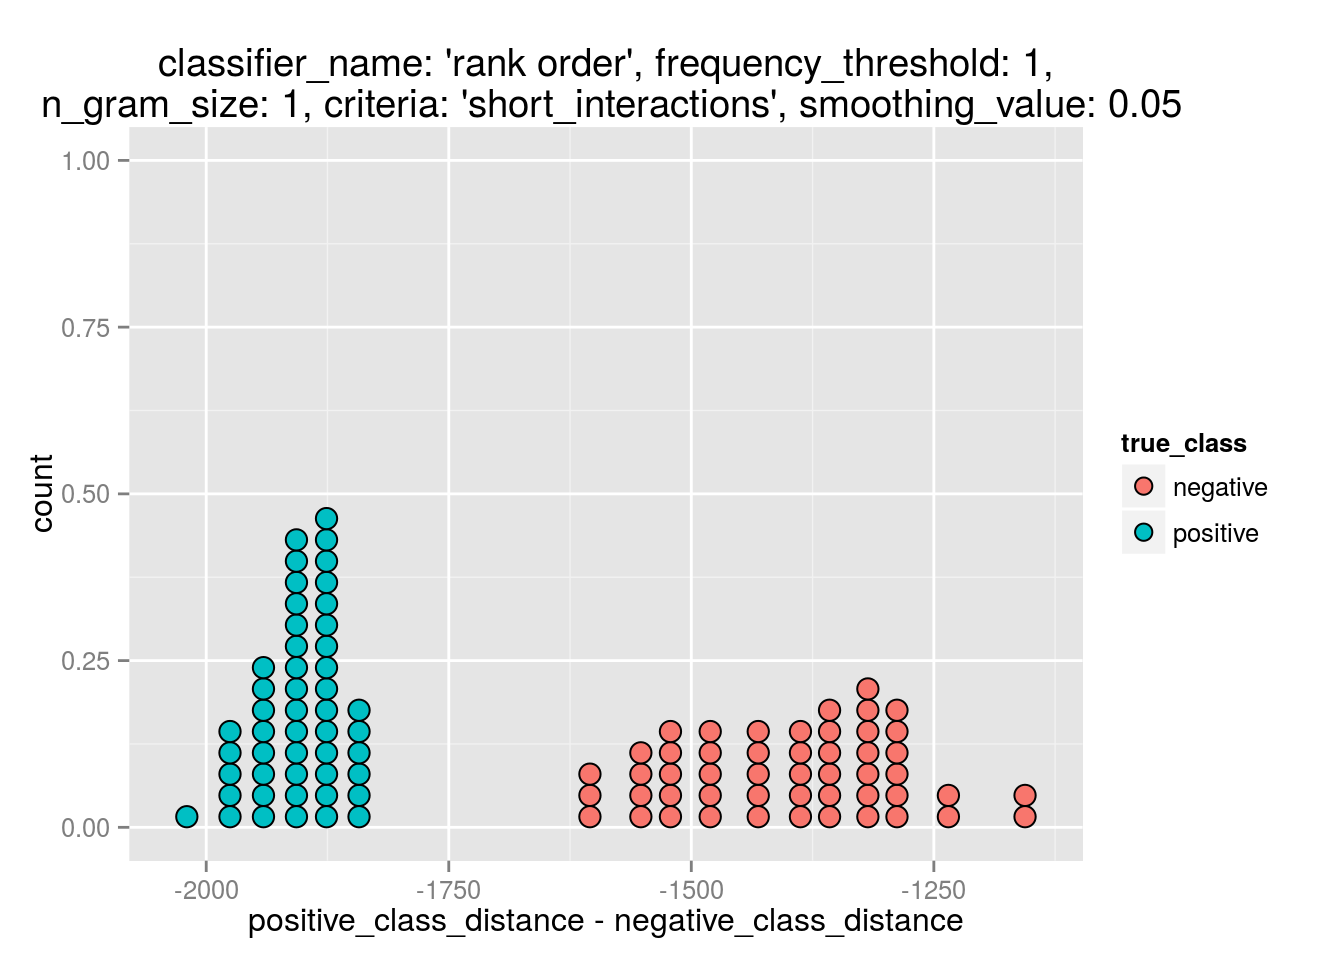 classifier_name: 'rank order', frequency_threshold: 1,
n_gram_size: 1, criteria: 'short_interactions', smoothing_value: 0.05
1.00
0.75
0.50
0.25
0.00
count
-2000
-1750
-1500
-1250
positive_class_distance - negative_class_distance
true_class
negative
positive